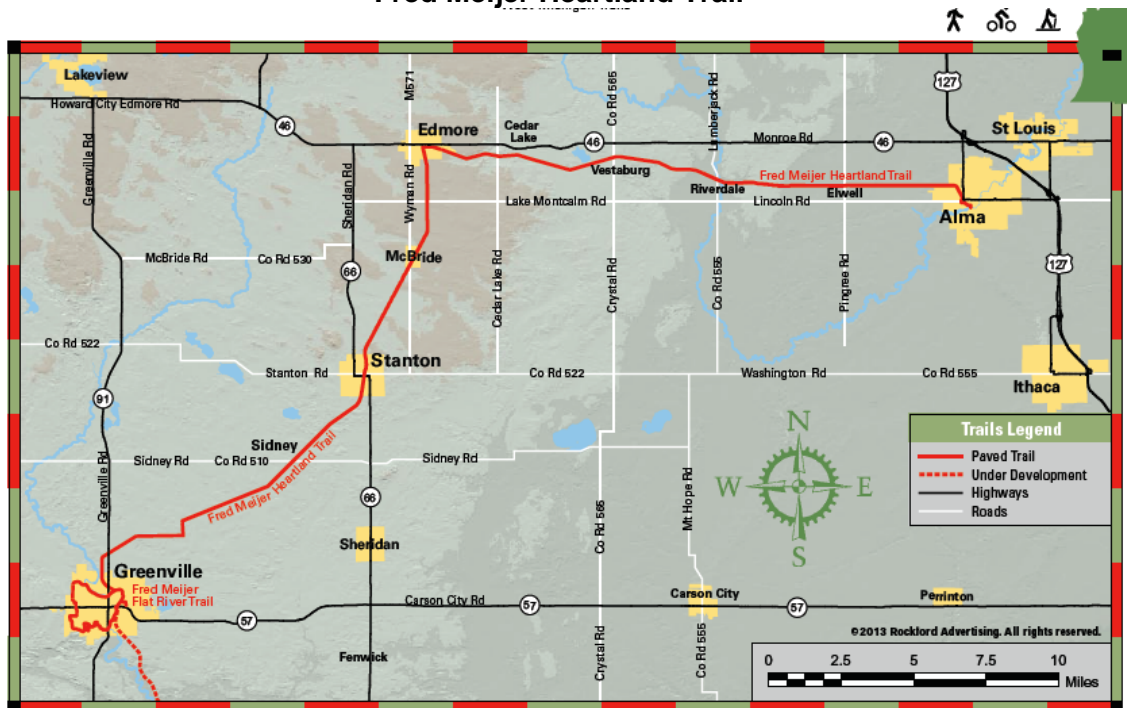 Fred Meijer Heartland Trail
West Michigan Trails
Lakeview
Howard City Edmore Rd
Greenville Rd
46
Sheridan Rd
M571
Edmore
Wyman Rd
Cedar
Lake
46
Co Rd 565
Vestaburg
Lumberjack Rd
Monroe Rd
46
127
St Louis
Riverdale
Fred Meijer Heartland Trail
Elwell
Lake Montcalm Rd
Lincoln Rd
Alma
McBride Rd
Co Rd 530
66
McBride
Cedar Lake Rd
Crystal Rd
Co Rd 555
Pingree Rd
127
Co Rd 522
Stanton
Stanton Rd
Co Rd 522
Washington Rd
Co Rd 555
Ithaca
91
Greenville Rd
Sidney
Sidney Rd
Co Rd 510
Fred Meijer Heartland Trail
Sidney Rd
66
Sheridan
Co Rd 565
Mt Hope Rd
N
W
E
S
Trails Legend
Paved Trail
Under Development
Highways
Roads
Greenville
Fred Meijer
Flat River Trail
57
Carson City Rd
57
Carson City
57
Perrinton
Fenwick
Crystal Rd
Co Rd 555
©2013 Rockford Advertising. All rights reserved.
0 2.5 5 7.5 10
Miles